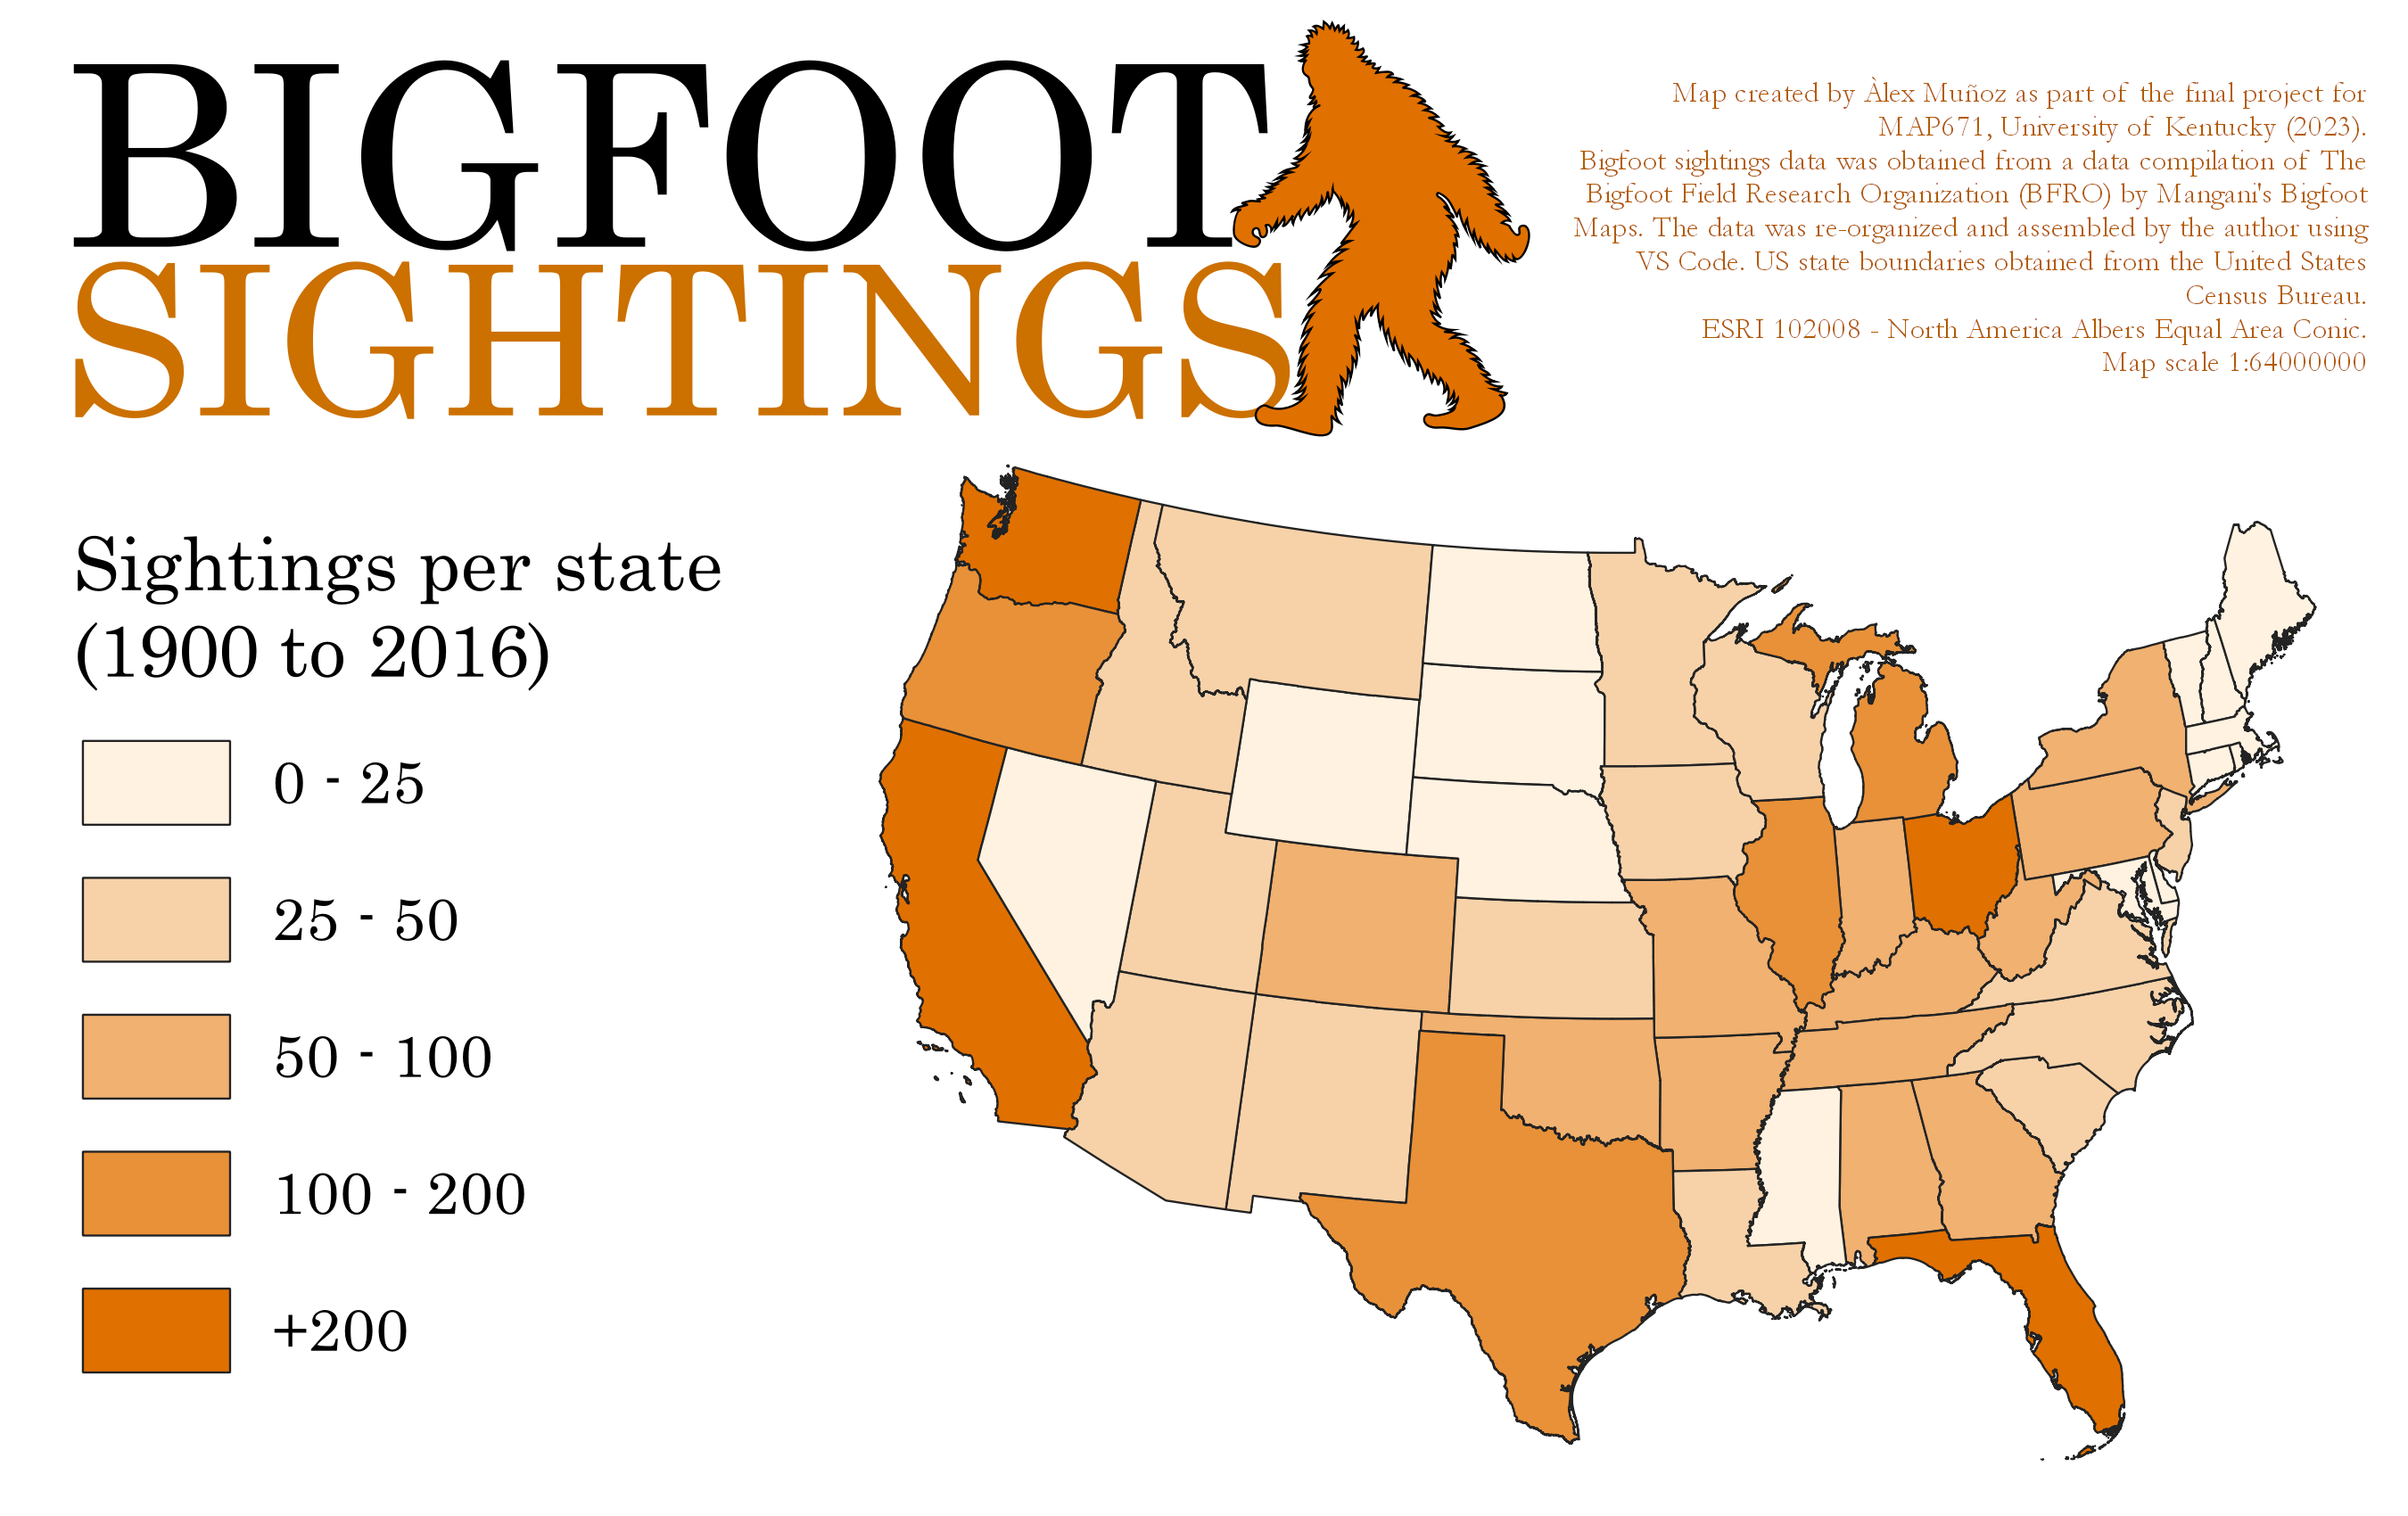 BIGFOOT
SIGHTINGS
Map created by Àlex Muñoz as part of the final project for
MAP671, University of Kentucky (2023).
Bigfoot sightings data was obtained from a data compilation of The
Bigfoot Field Research Organization (BFRO) by Mangani's Bigfoot
Maps. The data was re-organized and assembled by the author using
VS Code. US state boundaries obtained from the United States
Census Bureau.
ESRI 102008 - North America Albers Equal Area Conic.
Map scale 1:64000000
Sightings per state
(1900 to 2016)
0 - 25
25 - 50
50 - 100
100 - 200
+200